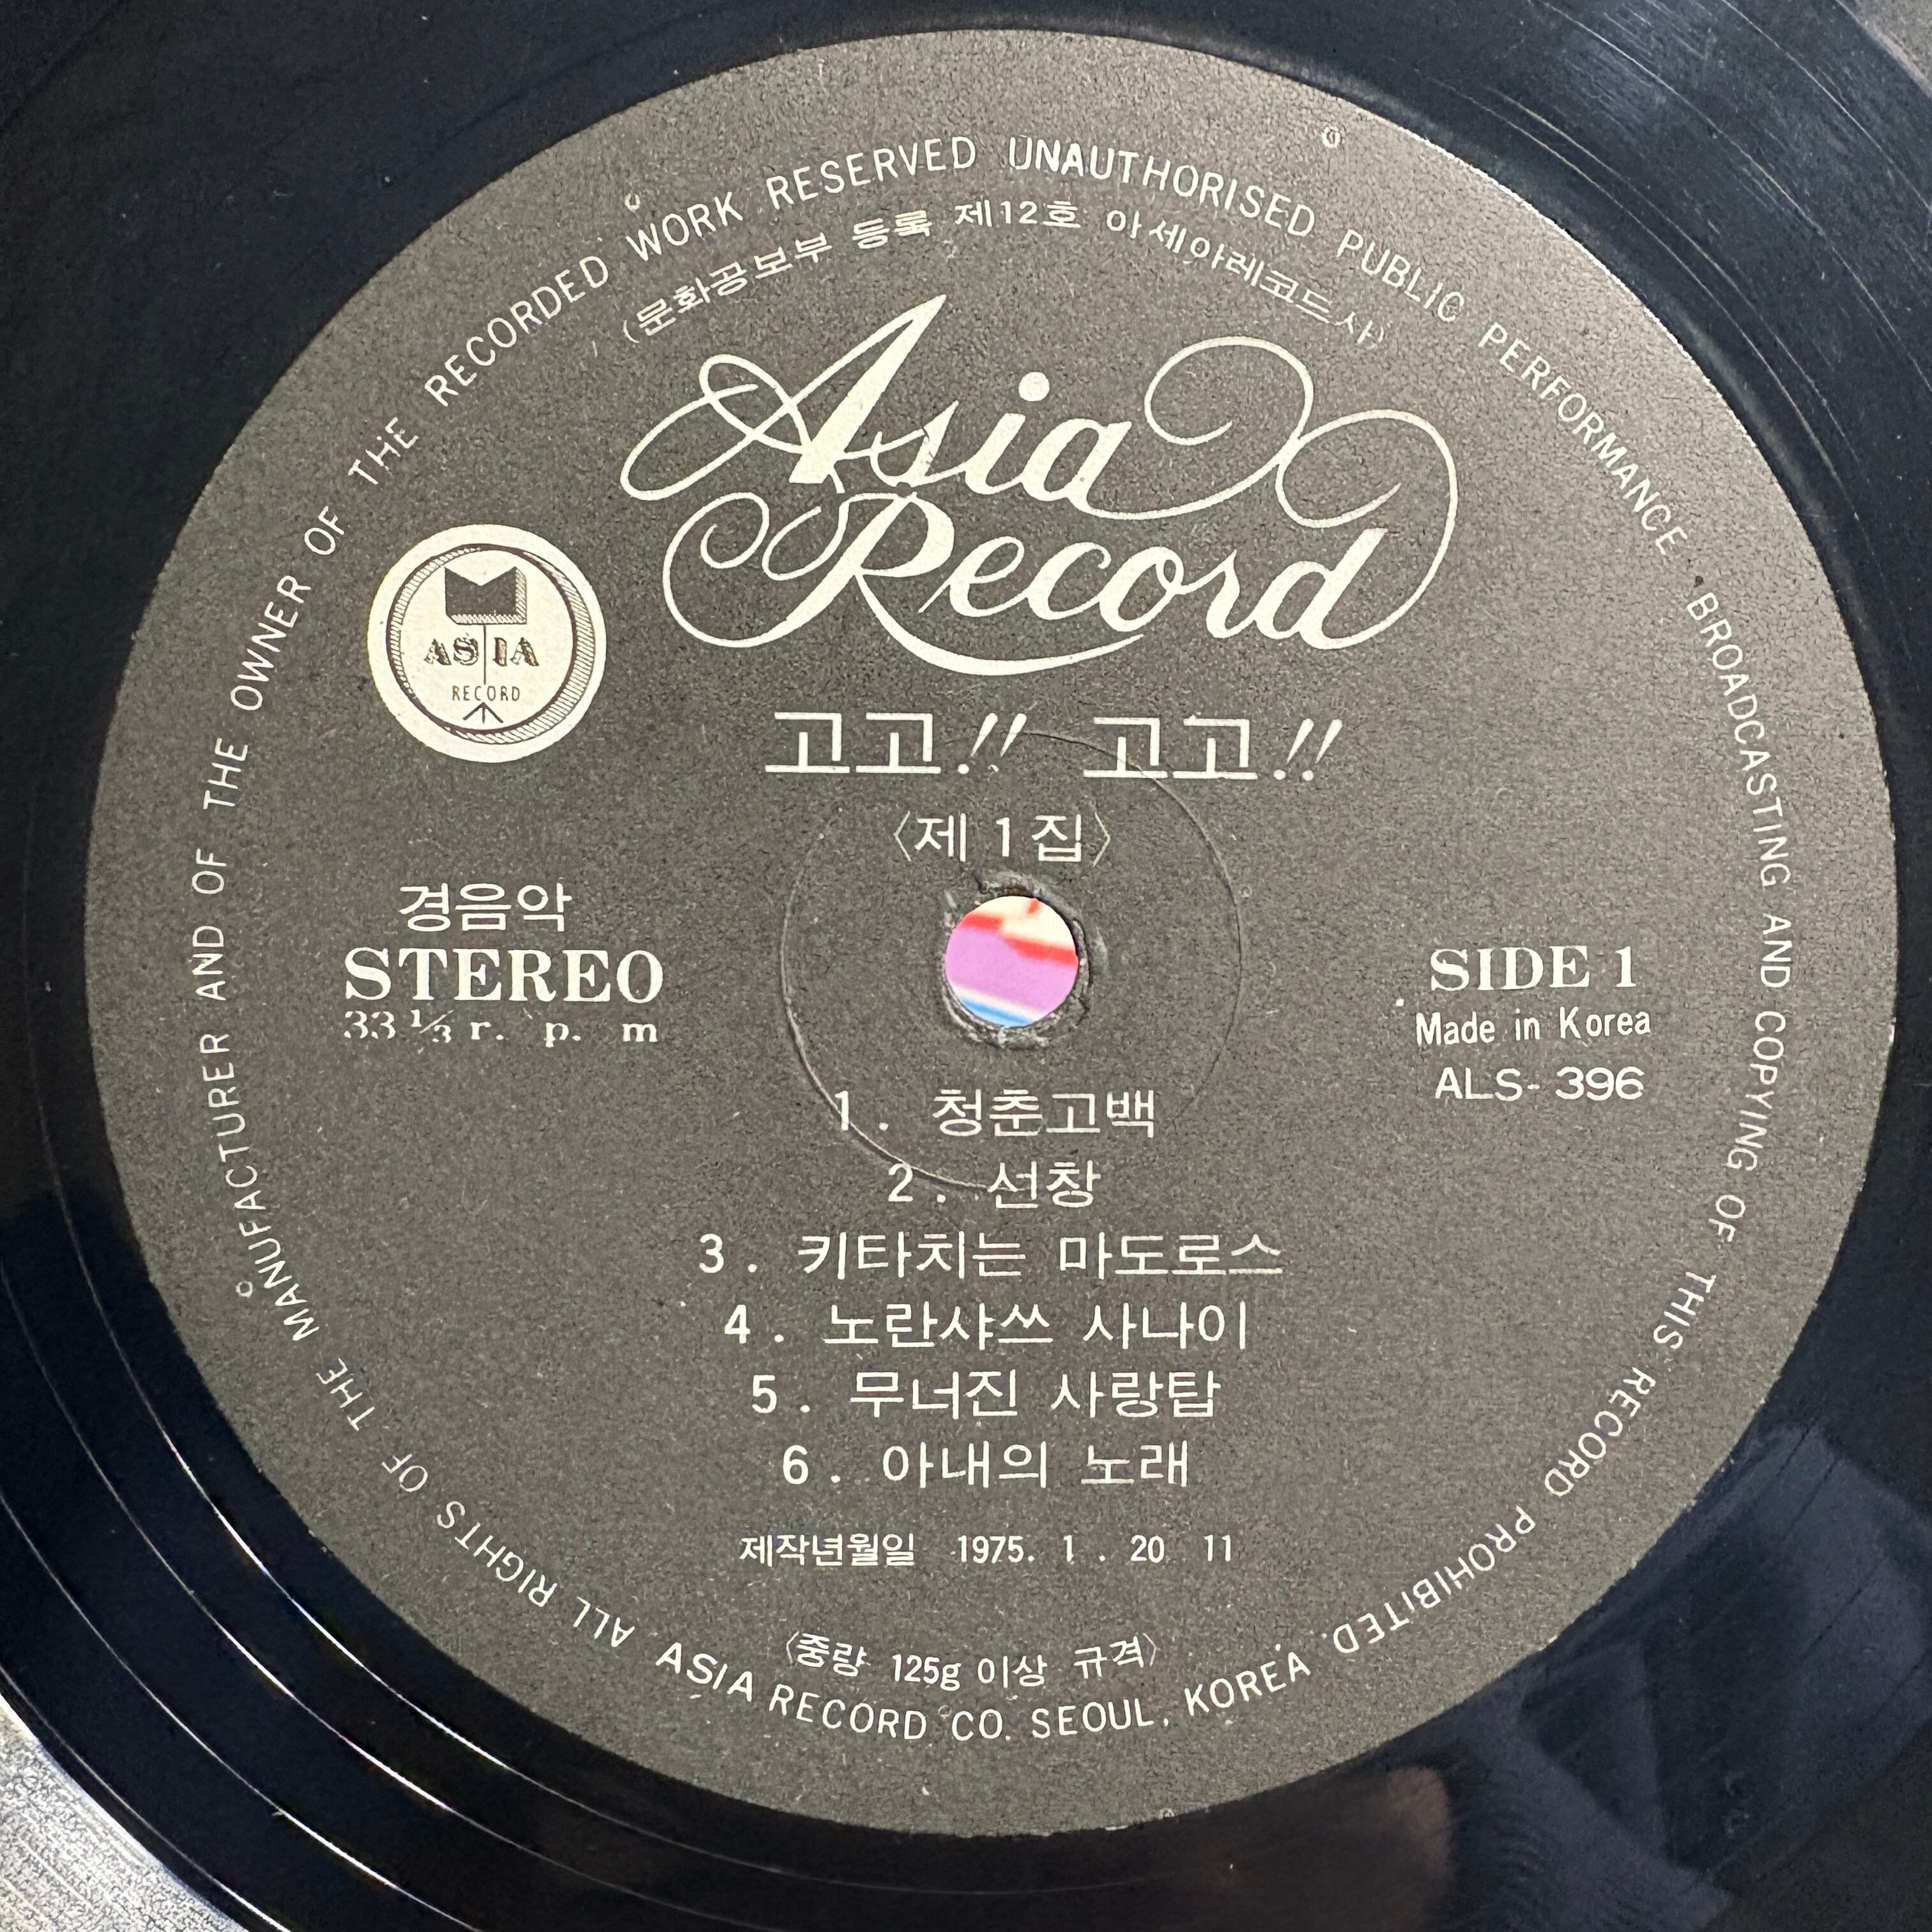 ALL RIGHTS OF THE MANUFACTURER AND OF THE OWNER OF THE RECORDED WORK RESERVED UNAUTHORISED PUBLIC PERFORMANCE BROADCASTING AND COPYING OF THIS RECORD PROHIBITED
(문화공보부 등록 제12호 아세아레코드사)
Asia
Record
ASIA
RECORD
고고!! 고고!!
〈제1집〉
경음악
STEREO
33⅓ r. p. m
SIDE 1
Made in Korea
ALS-396
1. 청춘고백
2. 선창
3. 키타치는 마도로스
4. 노란샤쓰 사나이
5. 무너진 사랑탑
6. 아내의 노래
제작년월일 1975. 1. 20 11
〈중량 125g 이상 규격〉
ASIA RECORD CO. SEOUL, KOREA